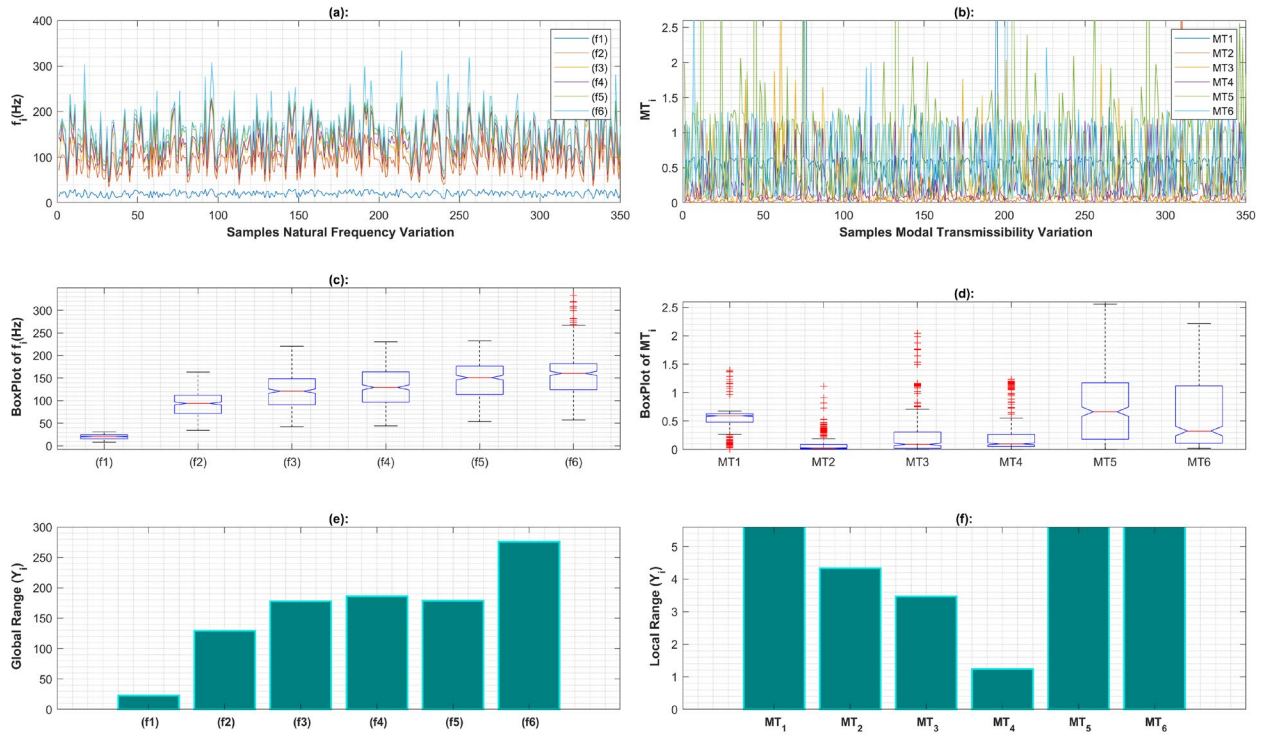 (a):
400
300
200
100
0
f_i(Hz)
(f1)
(f2)
(f3)
(f4)
(f5)
(f6)
0 50 100 150 200 250 300 350
Samples Natural Frequency Variation
(b):
2.5
2
1.5
1
0.5
0
MT_i
MT1
MT2
MT3
MT4
MT5
MT6
0 50 100 150 200 250 300 350
Samples Modal Transmissibility Variation
(c):
300
250
200
150
100
50
0
BoxPlot of f_i(Hz)
(f1) (f2) (f3) (f4) (f5) (f6)
(d):
2.5
2
1.5
1
0.5
0
BoxPlot of MT_i
MT1 MT2 MT3 MT4 MT5 MT6
(e):
300
250
200
150
100
50
0
Global Range (Y_i)
(f1) (f2) (f3) (f4) (f5) (f6)
(f):
5
4
3
2
1
0
Local Range (Y_i)
MT_1 MT_2 MT_3 MT_4 MT_5 MT_6